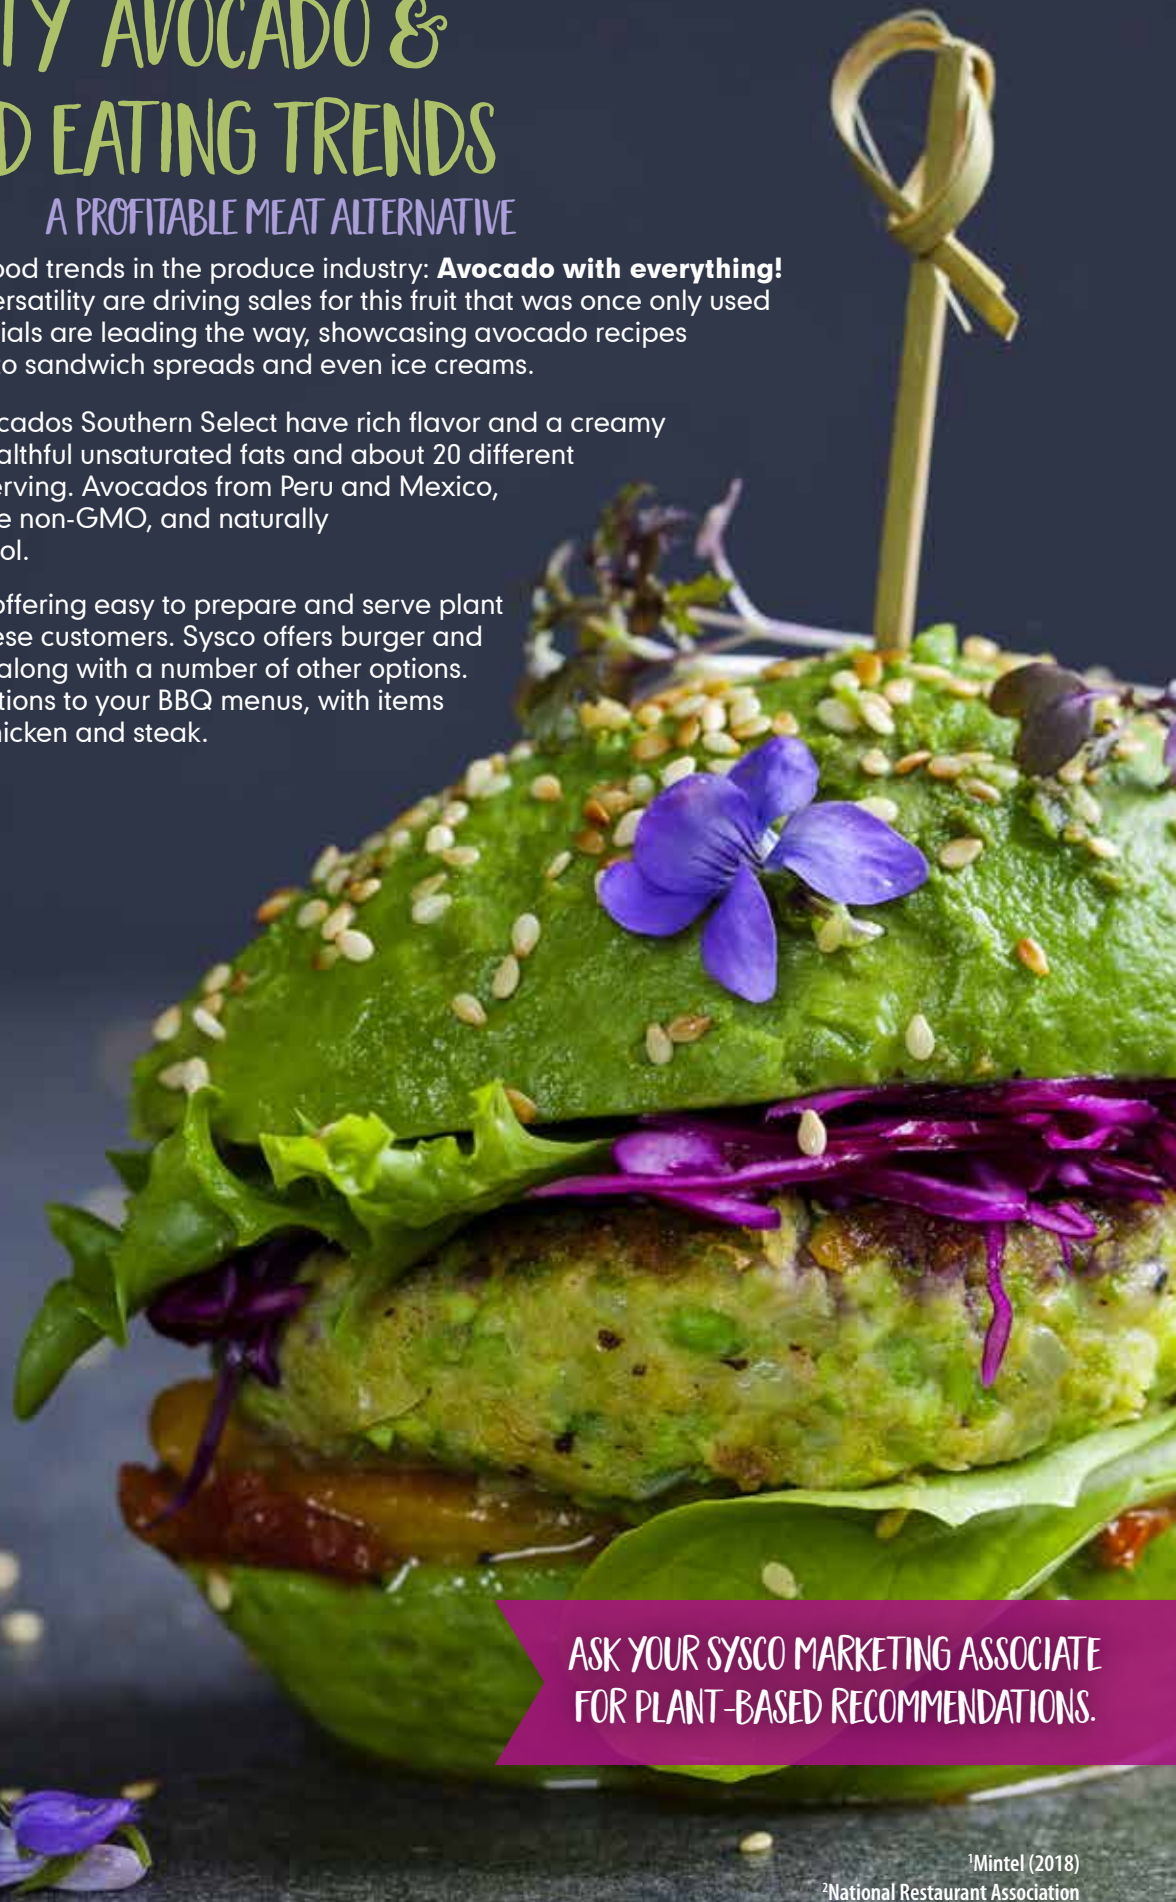 TY AVOCADO &
D EATING TRENDS
A PROFITABLE MEAT ALTERNATIVE
ood trends in the produce industry: Avocado with everything!
ersatility are driving sales for this fruit that was once only used
ials are leading the way, showcasing avocado recipes
to sandwich spreads and even ice creams.
cados Southern Select have rich flavor and a creamy
althful unsaturated fats and about 20 different
erving. Avocados from Peru and Mexico,
e non-GMO, and naturally
ol.
offering easy to prepare and serve plant
ese customers. Sysco offers burger and
along with a number of other options.
tions to your BBQ menus, with items
hicken and steak.
ASK YOUR SYSCO MARKETING ASSOCIATE
FOR PLANT-BASED RECOMMENDATIONS.
¹Mintel (2018)
²National Restaurant Association